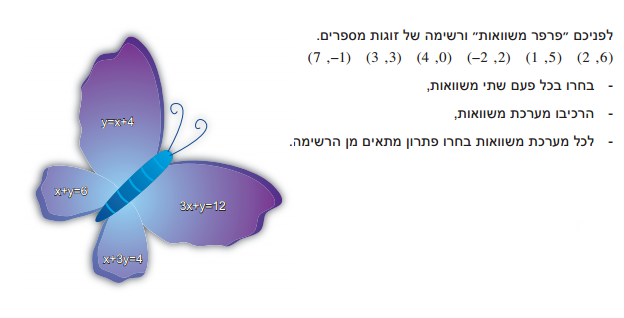 לפניכם ״פרפר משוואות״ ורשימה של זוגות מספרים.
(2 ,6) (1 ,5) (−2 ,2) (4 ,0) (3 ,3) (7 ,−1)
- בחרו בכל פעם שתי משוואות,
- הרכיבו מערכת משוואות,
- לכל מערכת משוואות בחרו פתרון מתאים מן הרשימה.
y=x+4
x+y=6
3x+y=12
x+3y=4